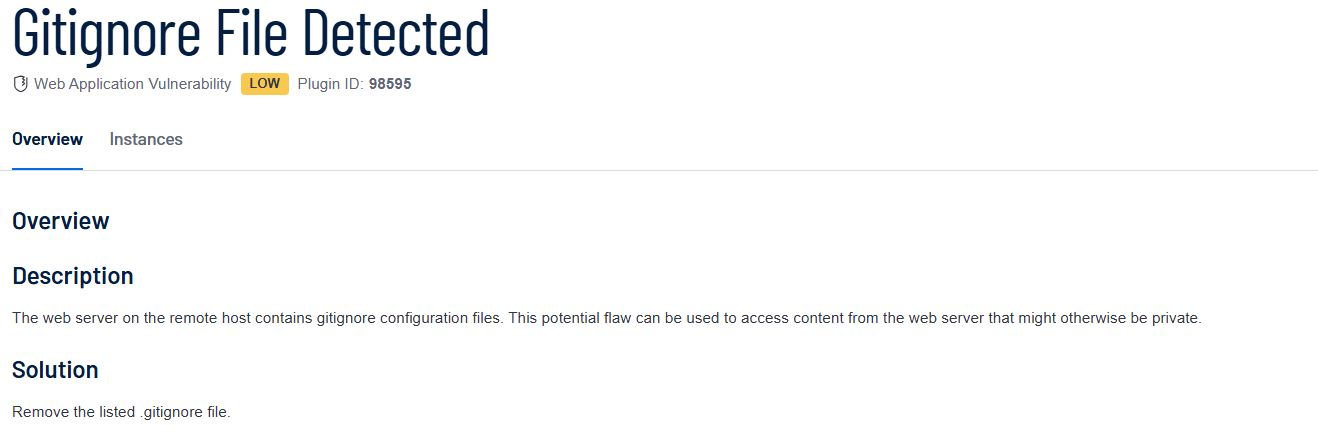 Gitignore File Detected
Web Application Vulnerability LOW Plugin ID: 98595
Overview Instances
Overview
Description
The web server on the remote host contains gitignore configuration files. This potential flaw can be used to access content from the web server that might otherwise be private.
Solution
Remove the listed .gitignore file.